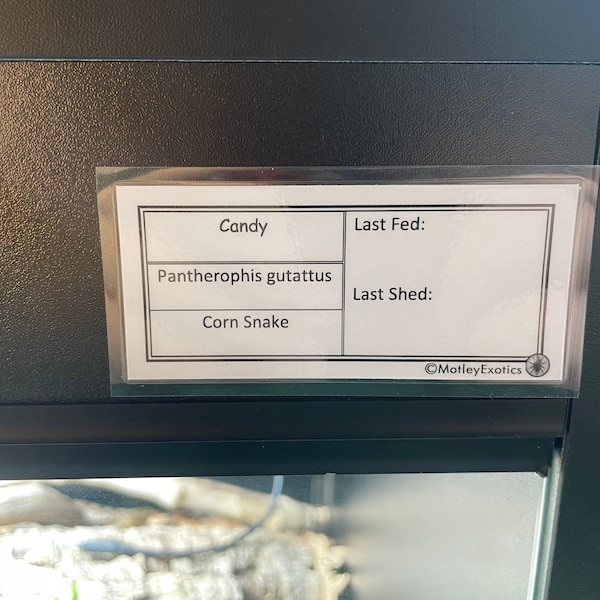 Candy
Pantherophis gutattus
Corn Snake
Last Fed:
Last Shed:
©MotleyExotics